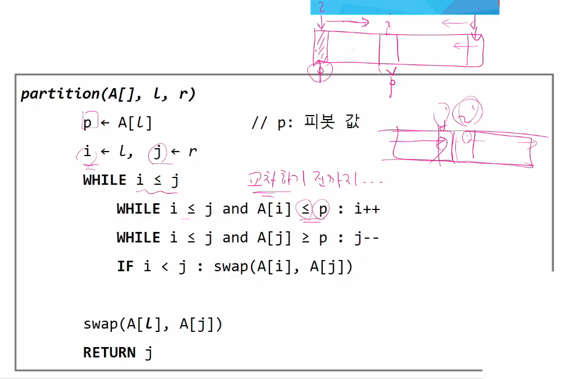 p
partition(A[], l, r)
p ← A[l] // p: 피봇 값
i ← l, j ← r
WHILE i ≤ j 교차하기 전까지...
WHILE i ≤ j and A[i] ≤ p : i++
WHILE i ≤ j and A[j] ≥ p : j--
IF i < j : swap(A[i], A[j])
swap(A[l], A[j])
RETURN j